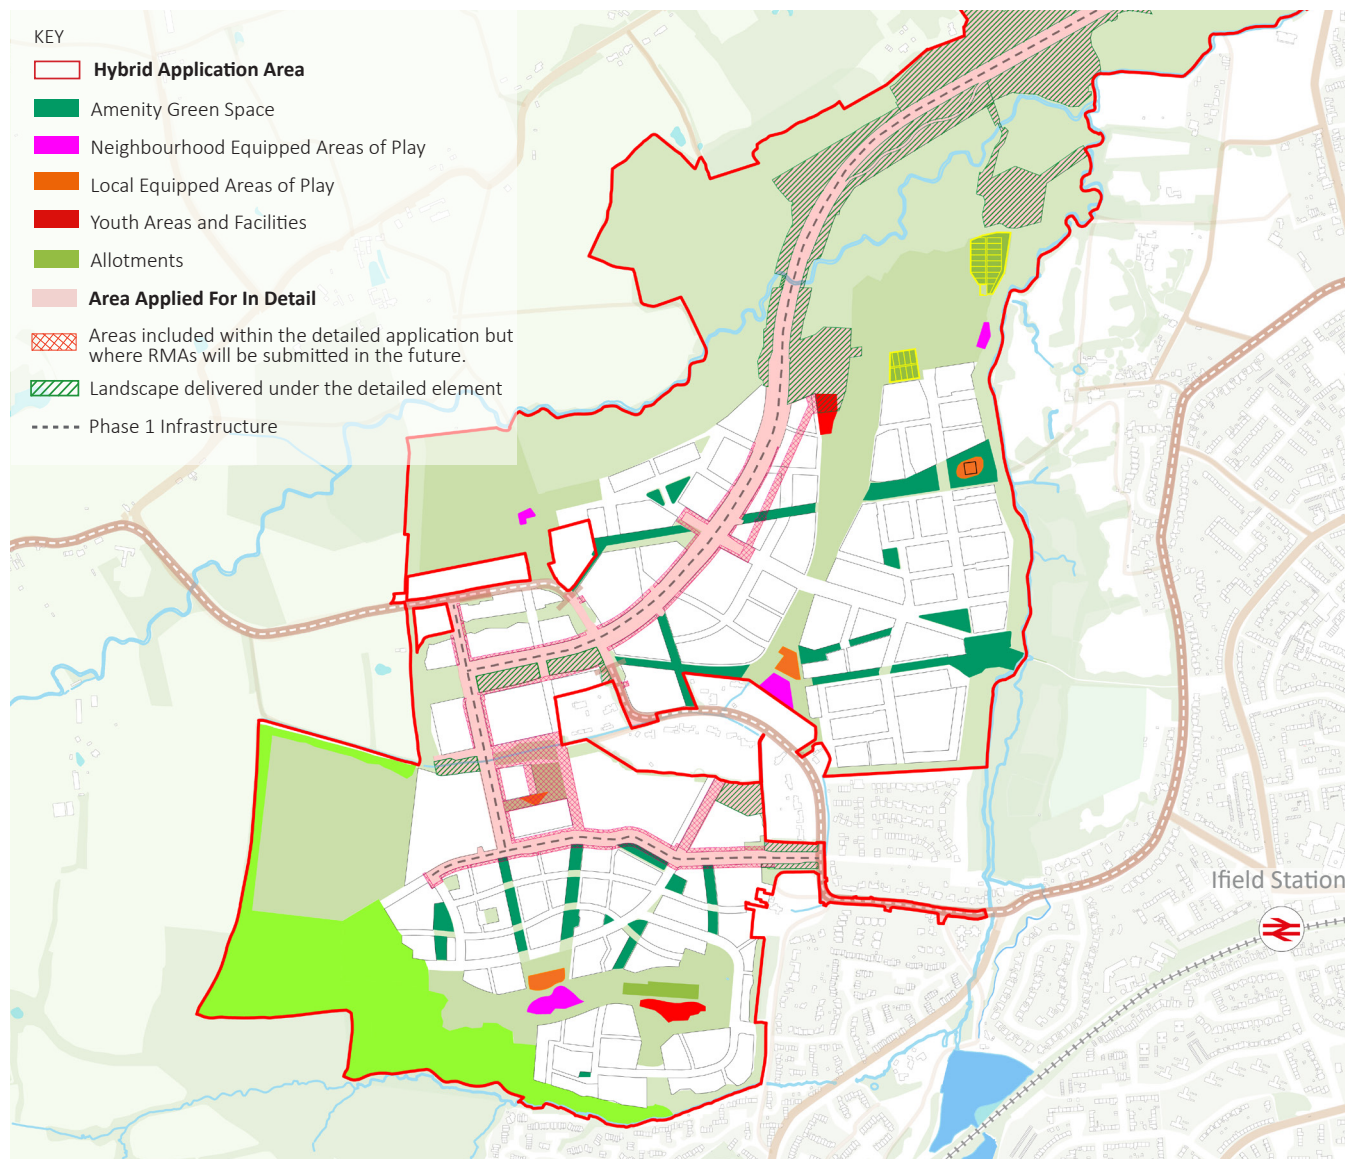 KEY
Hybrid Application Area
Amenity Green Space
Neighbourhood Equipped Areas of Play
Local Equipped Areas of Play
Youth Areas and Facilities
Allotments
Area Applied For In Detail
Areas included within the detailed application but
where RMAs will be submitted in the future.
Landscape delivered under the detailed element
Phase 1 Infrastructure
Ifield Station